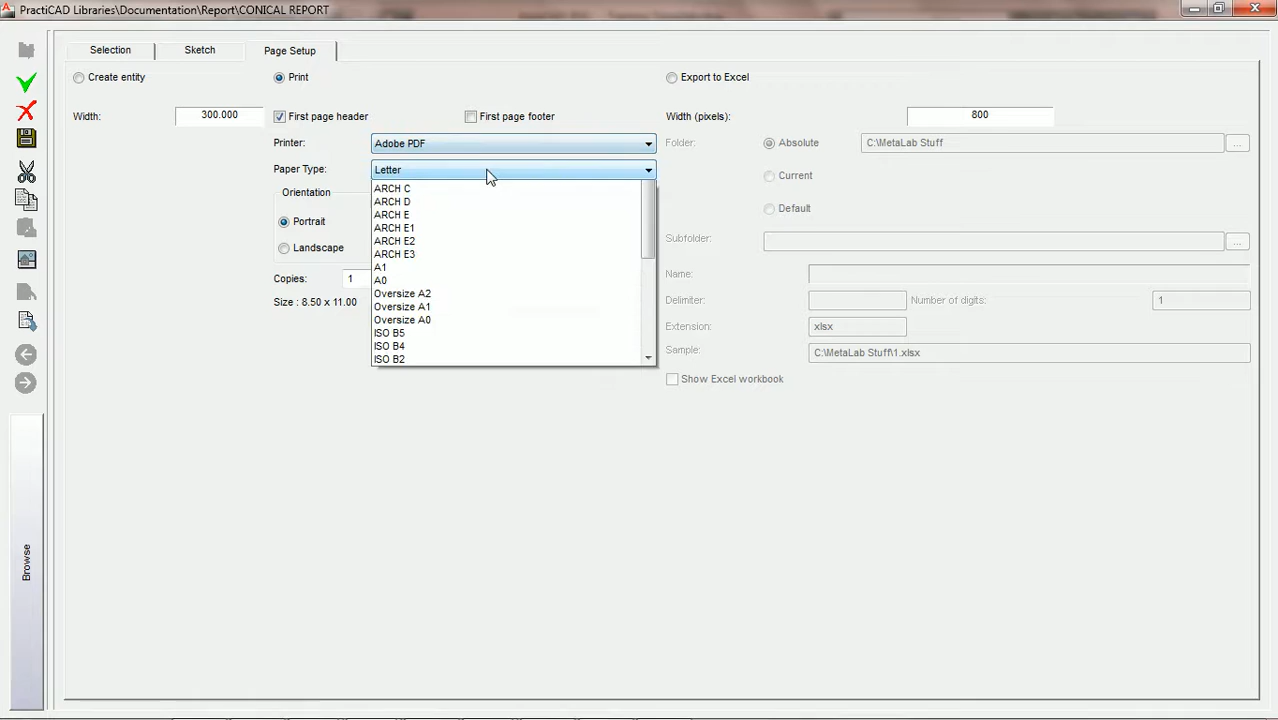 PractiCAD Libraries\Documentation\Report\CONICAL REPORT
Selection
Sketch
Page Setup
Create entity
Print
Export to Excel
Width:
300.000
First page header
First page footer
Width (pixels):
800
Printer:
Adobe PDF
Folder:
Absolute
C:\MetaLab Stuff
...
Paper Type:
Letter
Current
ARCH C
ARCH D
ARCH E
ARCH E1
ARCH E2
ARCH E3
A1
A0
Oversize A2
Oversize A1
Oversize A0
ISO B5
ISO B4
ISO B2
Orientation
Portrait
Landscape
Copies:
1
Size : 8.50 x 11.00
Default
Subfolder:
...
Name:
Delimiter:
Number of digits:
1
Extension:
xlsx
Sample:
C:\MetaLab Stuff\1.xlsx
Show Excel workbook
Browse